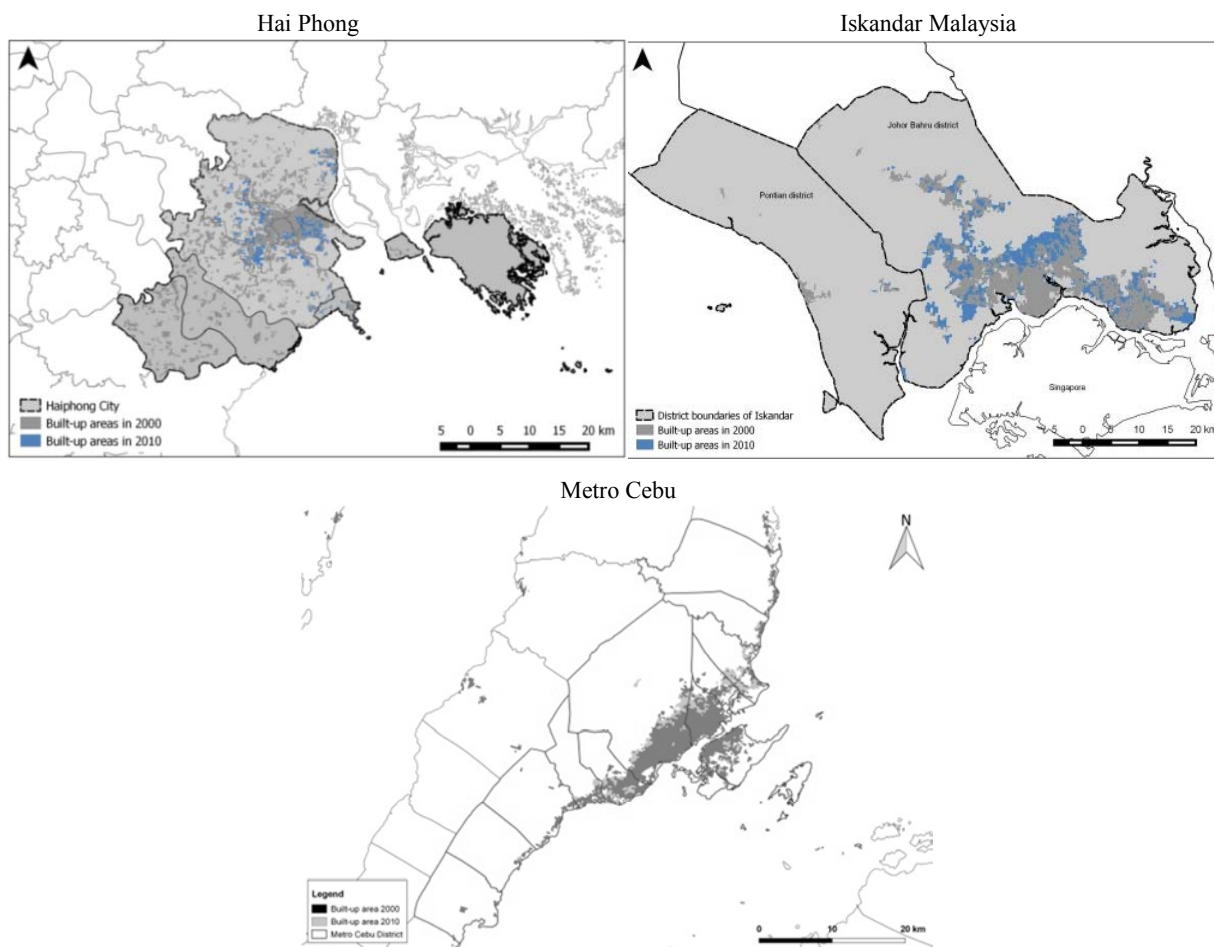 Hai Phong
Haiphong City
Built-up areas in 2000
Built-up areas in 2010
5 0 5 10 15 20 km
Iskandar Malaysia
Johor Bahru district
Pontian district
Singapore
District boundaries of Iskandar
Built-up areas in 2000
Built-up areas in 2010
5 0 5 10 15 20 km
Metro Cebu
N
Legend
Built-up area 2000
Built-up area 2010
Metro Cebu District
0 10 20 km